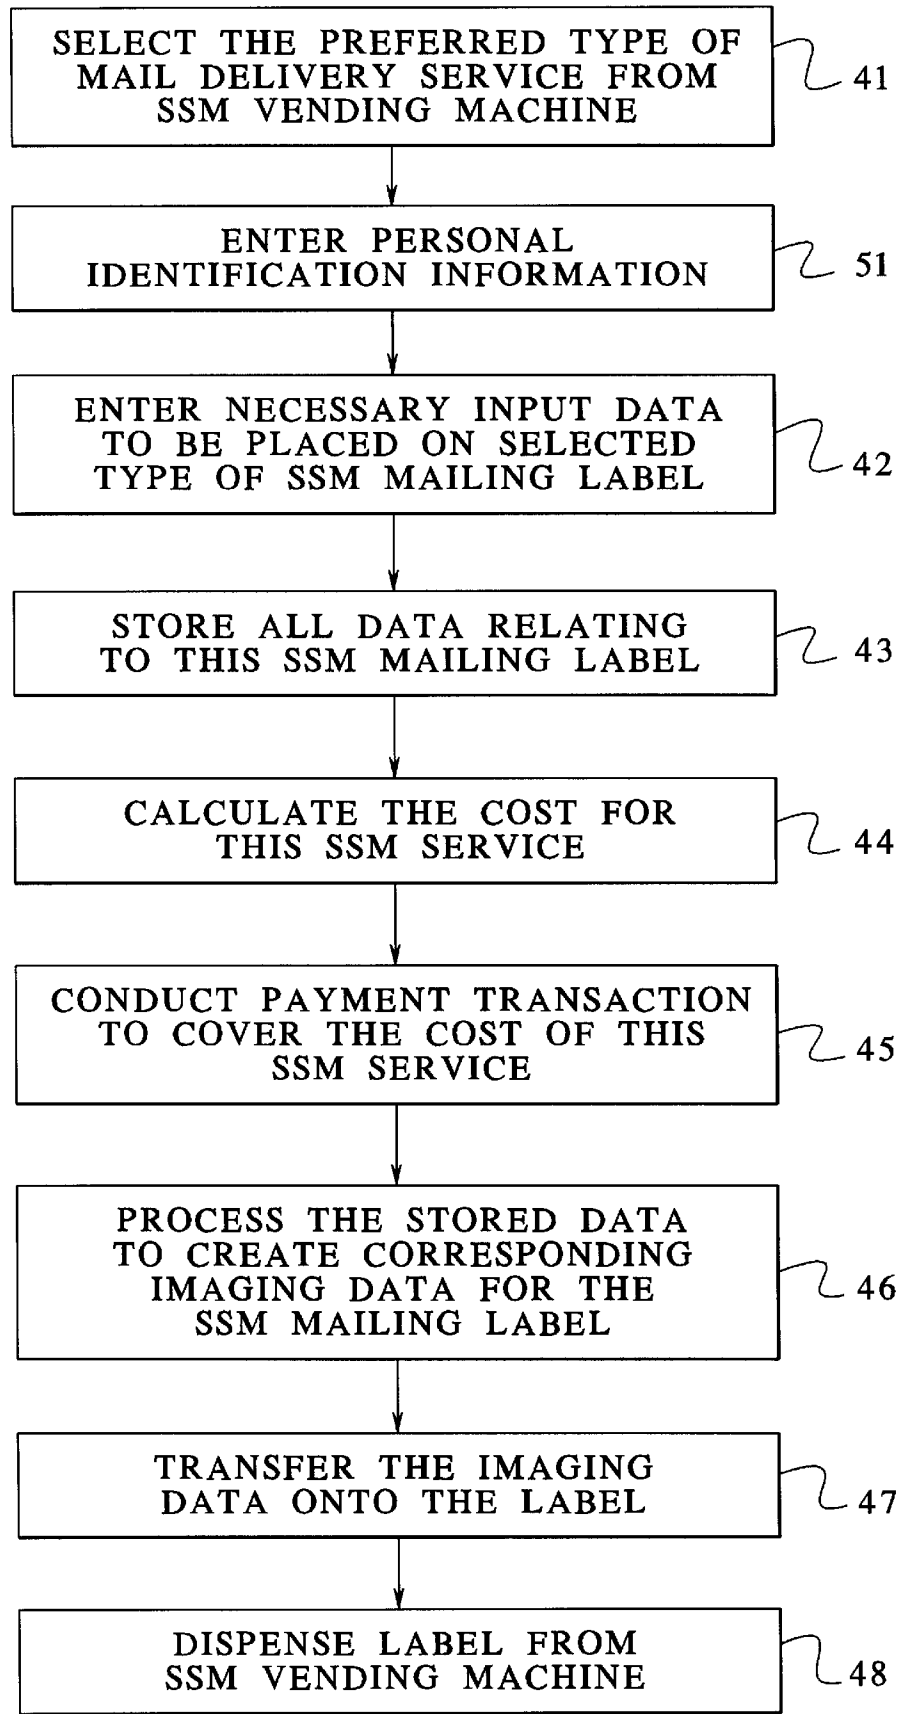 SELECT THE PREFERRED TYPE OF
MAIL DELIVERY SERVICE FROM
SSM VENDING MACHINE
41
ENTER PERSONAL
IDENTIFICATION INFORMATION
51
ENTER NECESSARY INPUT DATA
TO BE PLACED ON SELECTED
TYPE OF SSM MAILING LABEL
42
STORE ALL DATA RELATING
TO THIS SSM MAILING LABEL
43
CALCULATE THE COST FOR
THIS SSM SERVICE
44
CONDUCT PAYMENT TRANSACTION
TO COVER THE COST OF THIS
SSM SERVICE
45
PROCESS THE STORED DATA
TO CREATE CORRESPONDING
IMAGING DATA FOR THE
SSM MAILING LABEL
46
TRANSFER THE IMAGING
DATA ONTO THE LABEL
47
DISPENSE LABEL FROM
SSM VENDING MACHINE
48